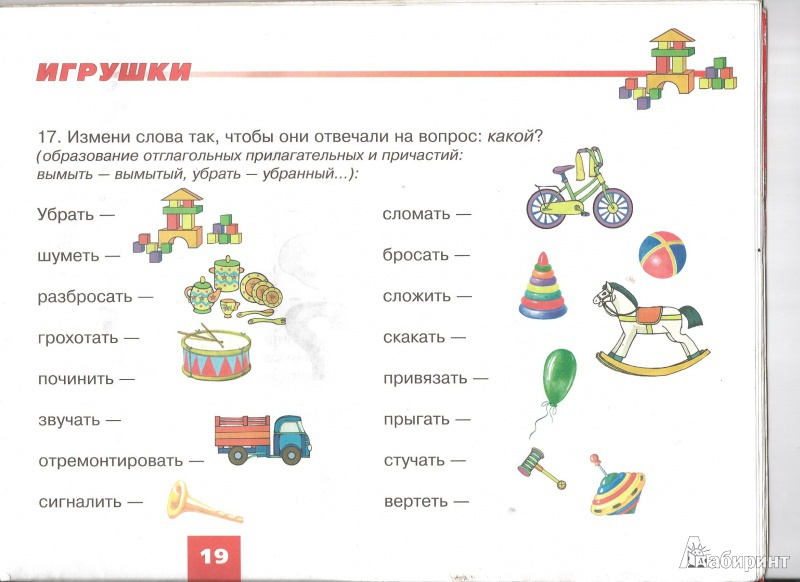 ИГРУШКИ
17. Измени слова так, чтобы они отвечали на вопрос: какой?
(образование отглагольных прилагательных и причастий:
вымыть — вымытый, убрать — убранный...):
Убрать —
шуметь —
разбросать —
грохотать —
починить —
звучать —
отремонтировать —
сигналить —
сломать —
бросать —
сложить —
скакать —
привязать —
прыгать —
стучать —
вертеть —
19
Лабиринт